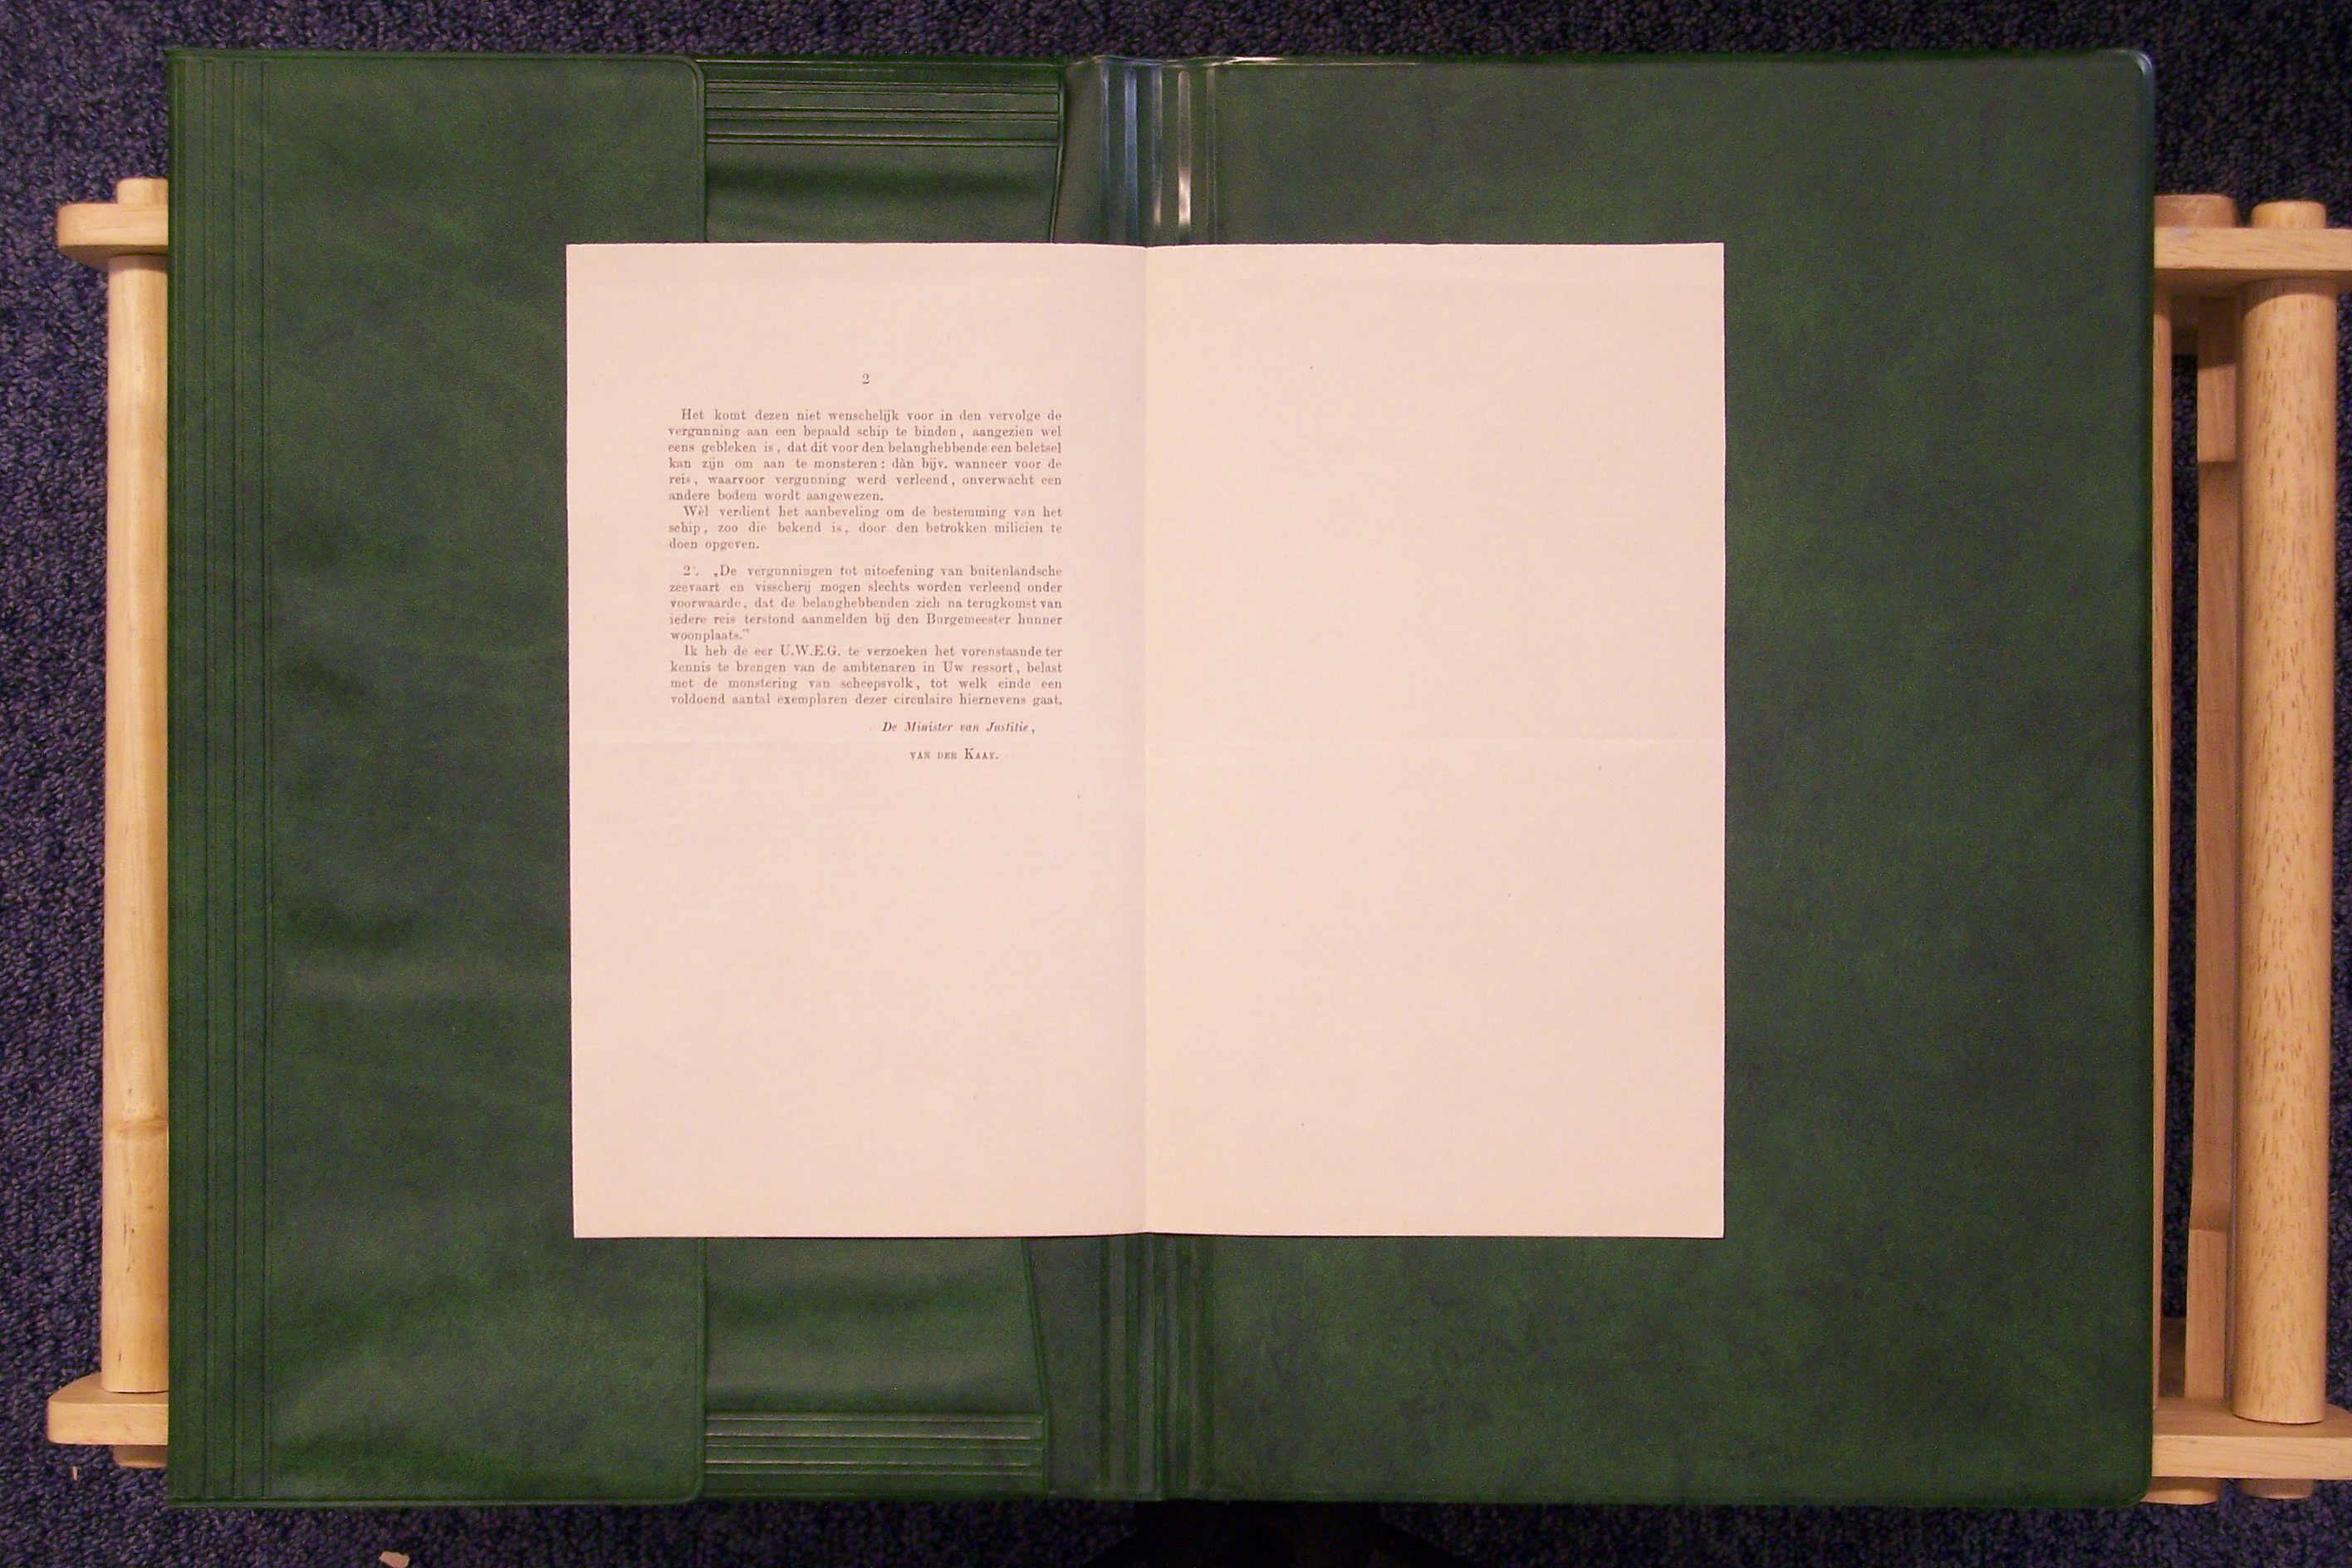 2
Het komt dezen niet wenschelijk voor in den vervolge de
vergunning aan een bepaald schip te binden, aangezien wel
eens gebleken is, dat dit voor den belanghebbende een beletsel
kan zijn om aan te monsteren: dàn bijv. wanneer voor de
reis, waarvoor vergunning werd verleend, onverwacht een
andere bodem wordt aangewezen.
Wèl verdient het aanbeveling om de bestemming van het
schip, zoo die bekend is, door den betrokken milicien te
doen opgeven.
2°. „De vergunningen tot uitoefening van buitenlandsche
zeevaart en visscherij mogen slechts worden verleend onder
voorwaarde, dat de belanghebbenden zich na terugkomst van
iedere reis terstond aanmelden bij den Burgemeester hunner
woonplaats.”
Ik heb de eer U.W.E.G. te verzoeken het vorenstaande ter
kennis te brengen van de ambtenaren in Uw ressort, belast
met de monstering van scheepsvolk, tot welk einde een
voldoend aantal exemplaren dezer circulaire hiernevens gaat.
De Minister van Justitie,
VAN DER KAAY.